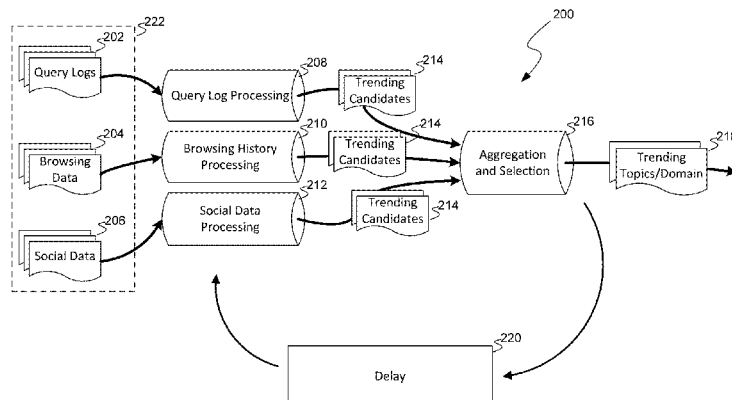 200
222
202
Query Logs
208
Query Log Processing
214
Trending
Candidates
204
Browsing
Data
210
Browsing History
Processing
214
Trending
Candidates
216
Aggregation
and Selection
218
Trending
Topics/Domain
206
Social Data
212
Social Data
Processing
Trending
Candidates
214
220
Delay